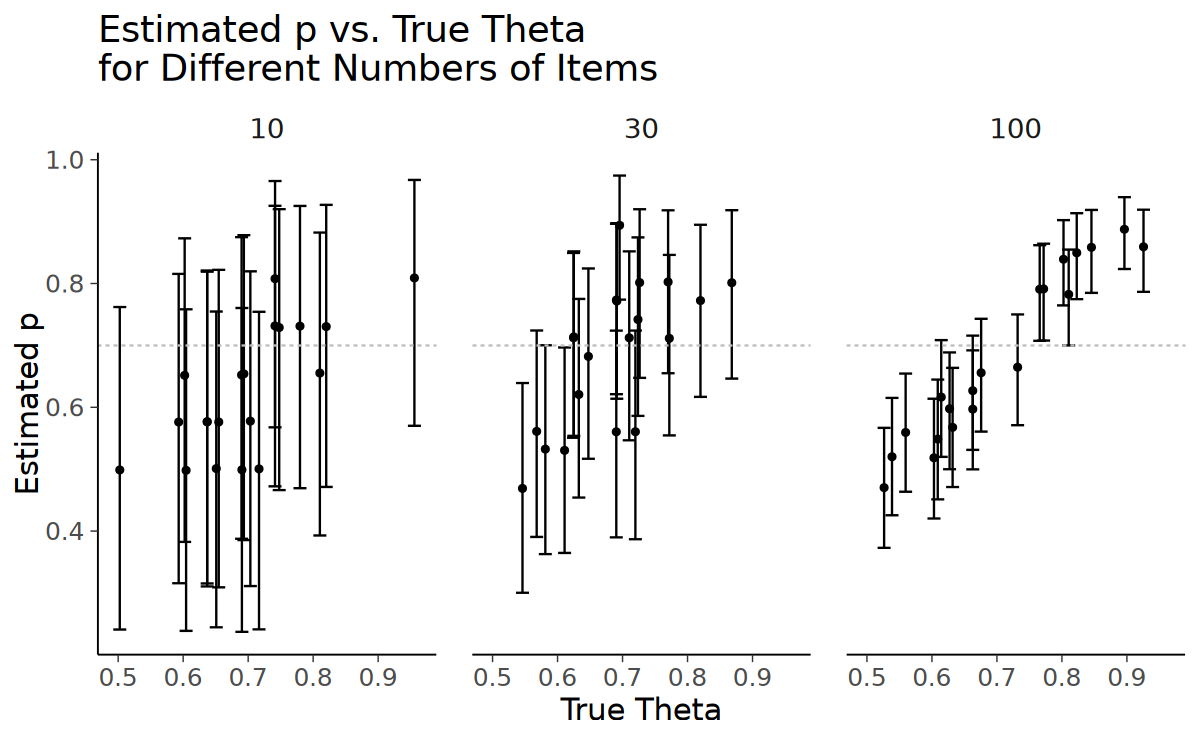 Estimated p vs. True Theta
for Different Numbers of Items
10
30
100
Estimated p
1.0
0.8
0.6
0.4
0.5 0.6 0.7 0.8 0.9
0.5 0.6 0.7 0.8 0.9
0.5 0.6 0.7 0.8 0.9
True Theta